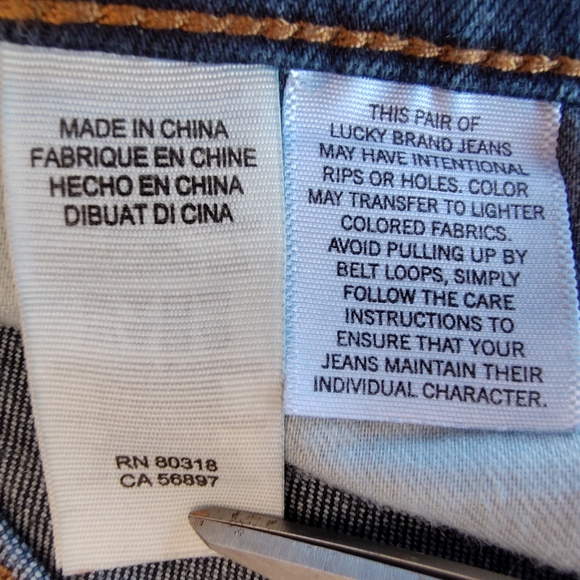 MADE IN CHINA
FABRIQUE EN CHINE
HECHO EN CHINA
DIBUAT DI CINA
RN 80318
CA 56897
THIS PAIR OF
LUCKY BRAND JEANS
MAY HAVE INTENTIONAL
RIPS OR HOLES. COLOR
MAY TRANSFER TO LIGHTER
COLORED FABRICS.
AVOID PULLING UP BY
BELT LOOPS, SIMPLY
FOLLOW THE CARE
INSTRUCTIONS TO
ENSURE THAT YOUR
JEANS MAINTAIN THEIR
INDIVIDUAL CHARACTER.